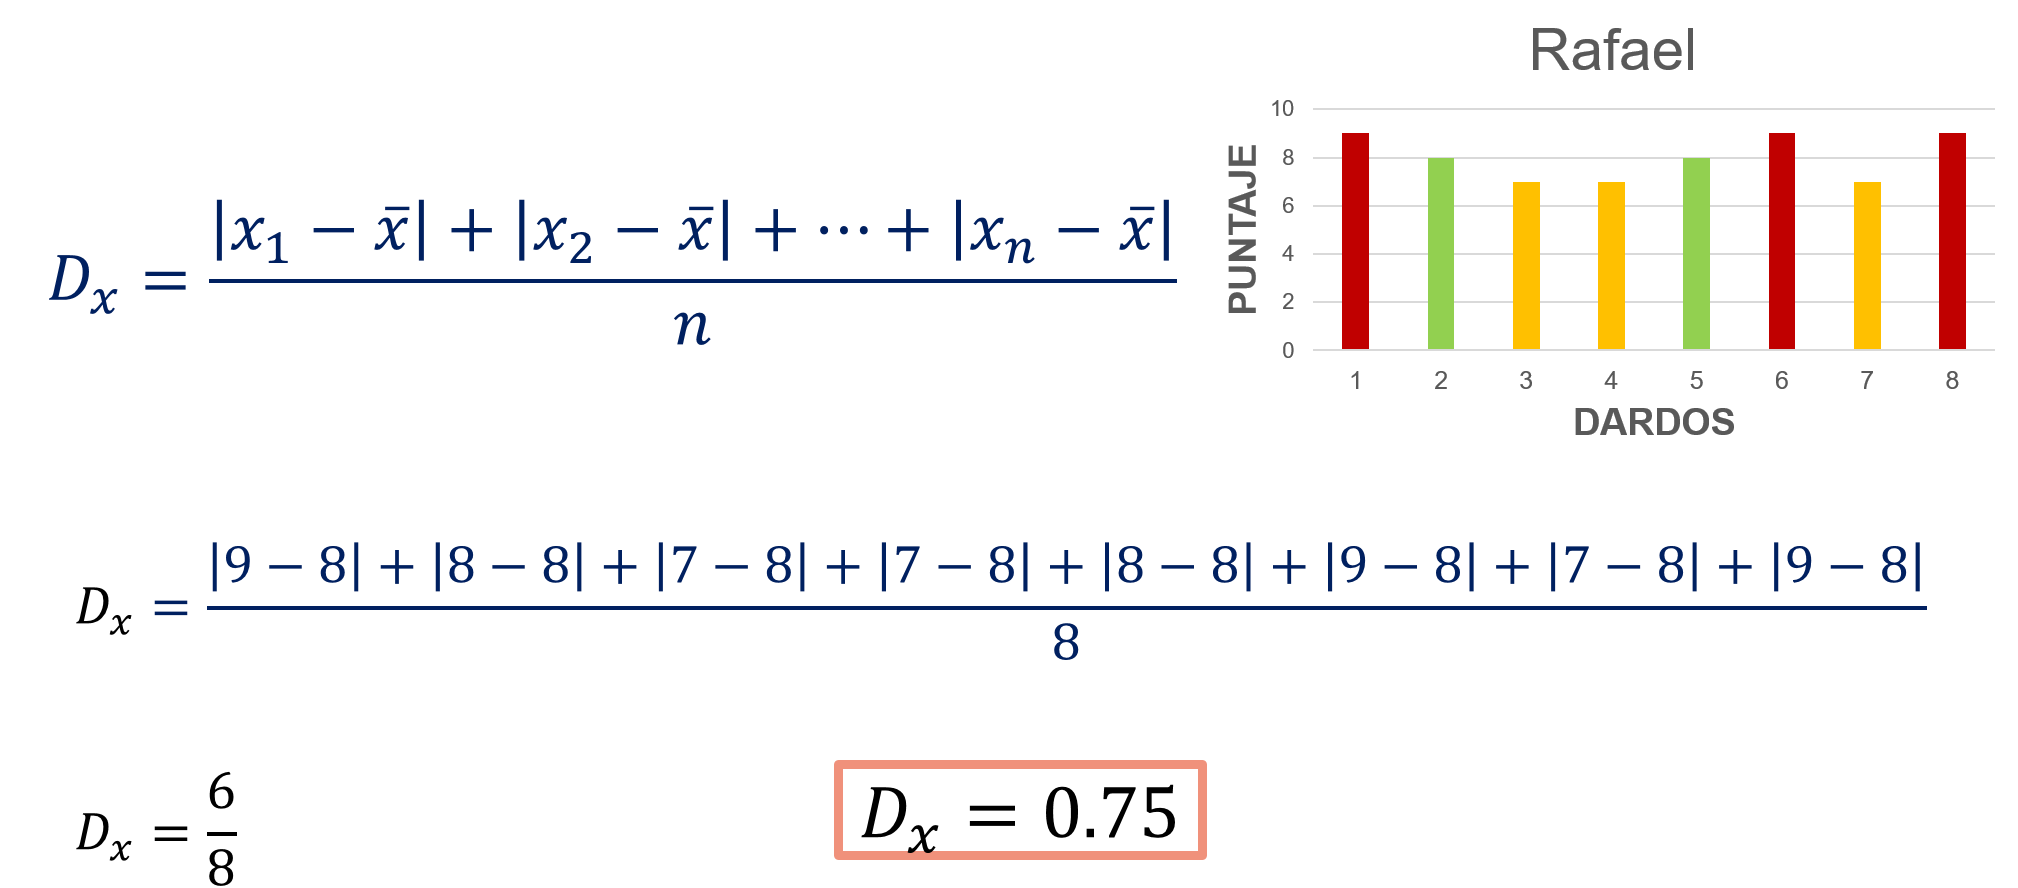 Rafael
10
8
6
4
2
0
PUNTAJE
1 2 3 4 5 6 7 8
DARDOS
Dₓ = (|x₁ − x̄| + |x₂ − x̄| + ⋯ + |xₙ − x̄|) / n
Dₓ = (|9 − 8| + |8 − 8| + |7 − 8| + |7 − 8| + |8 − 8| + |9 − 8| + |7 − 8| + |9 − 8|) / 8
Dₓ = 6/8
Dₓ = 0.75